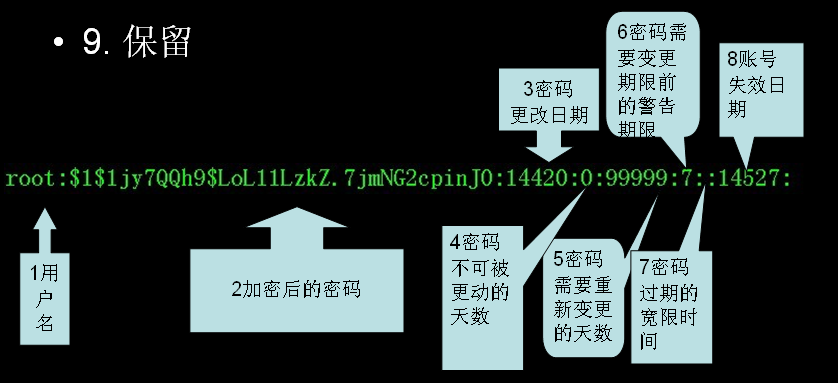 • 9. 保留
3密码
更改日期
6密码需
要变更
期限前
的警告
期限
8账号
失效日
期
root:$1$1jy7QQh9$LoL11LzkZ.7jmNG2cpinJ0:14420:0:99999:7::14527:
1用
户
名
2加密后的密码
4密码
不可被
更动的
天数
5密码
需要重
新变更
的天数
7密码
过期的
宽限时
间